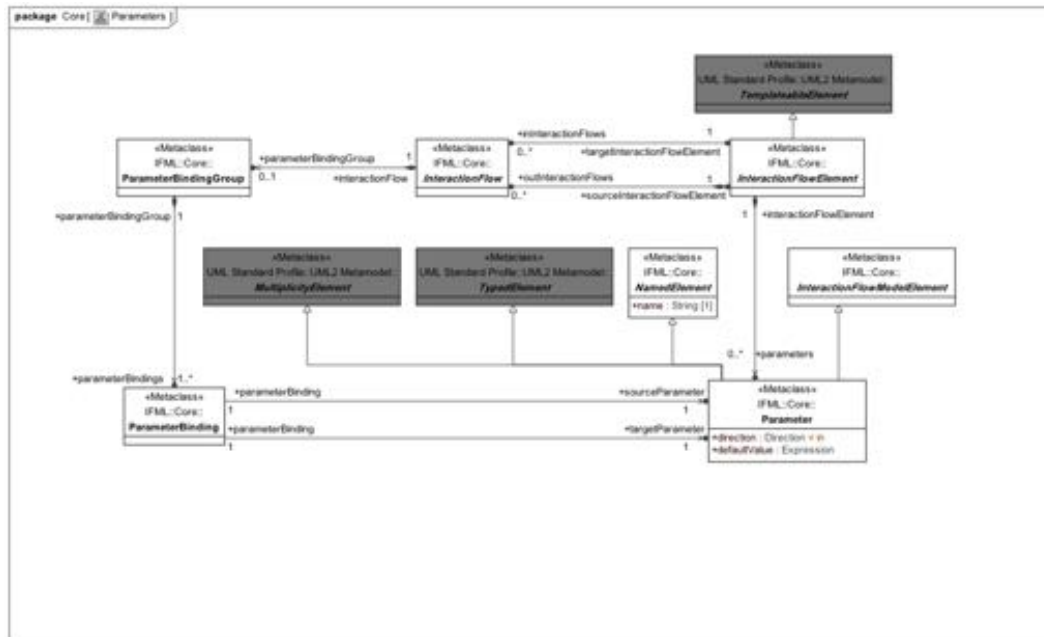 package Core[ Parameters ]
«Metaclass»
UML Standard Profile::UML2 Metamodel::
TemplateableElement
«Metaclass»
IFML::Core::
ParameterBindingGroup
+parameterBindingGroup
0..1
1
+interactionFlow
«Metaclass»
IFML::Core::
InteractionFlow
+inInteractionFlows
0..*
1
+targetInteractionFlowElement
+outInteractionFlows
0..*
1
+sourceInteractionFlowElement
«Metaclass»
IFML::Core::
InteractionFlowElement
+parameterBindingGroup
1
1
+interactionFlowElement
«Metaclass»
UML Standard Profile::UML2 Metamodel::
MultiplicityElement
«Metaclass»
UML Standard Profile::UML2 Metamodel::
TypedElement
«Metaclass»
IFML::Core::
NamedElement
+name : String [1]
«Metaclass»
IFML::Core::
InteractionFlowModelElement
0..*
+parameters
+parameterBindings
1..*
«Metaclass»
IFML::Core::
ParameterBinding
+parameterBinding
1
+sourceParameter
1
+parameterBinding
1
+targetParameter
1
«Metaclass»
IFML::Core::
Parameter
+direction : Direction = in
+defaultValue : Expression